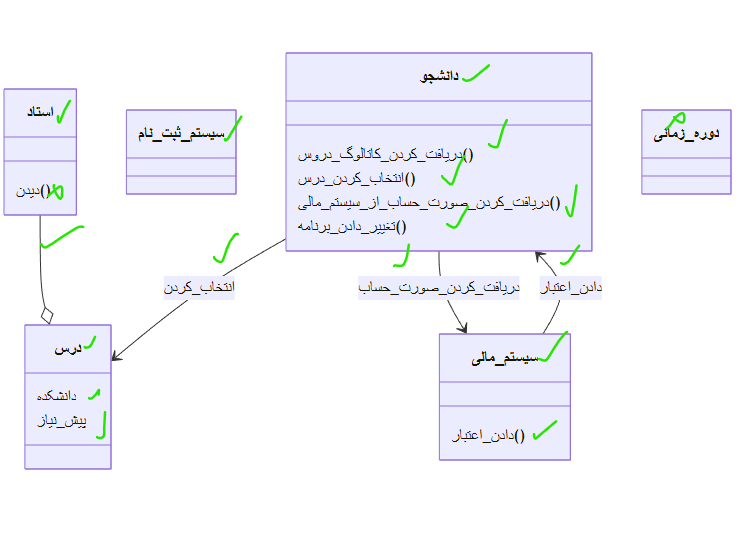 استاد
دیدن()
سیستم_ثبت_نام
دانشجو
دریافت_کردن_کاتالوگ_دروس()
انتخاب_کردن_درس()
دریافت_کردن_صورت_حساب_از_سیستم_مالی()
تغییر_دادن_برنامه()
دوره_زمانی
انتخاب_کردن
دریافت_کردن_صورت_حساب
دادن_اعتبار
درس
دانشکده
پیش_نیاز
سیستم_مالی
دادن_اعتبار()